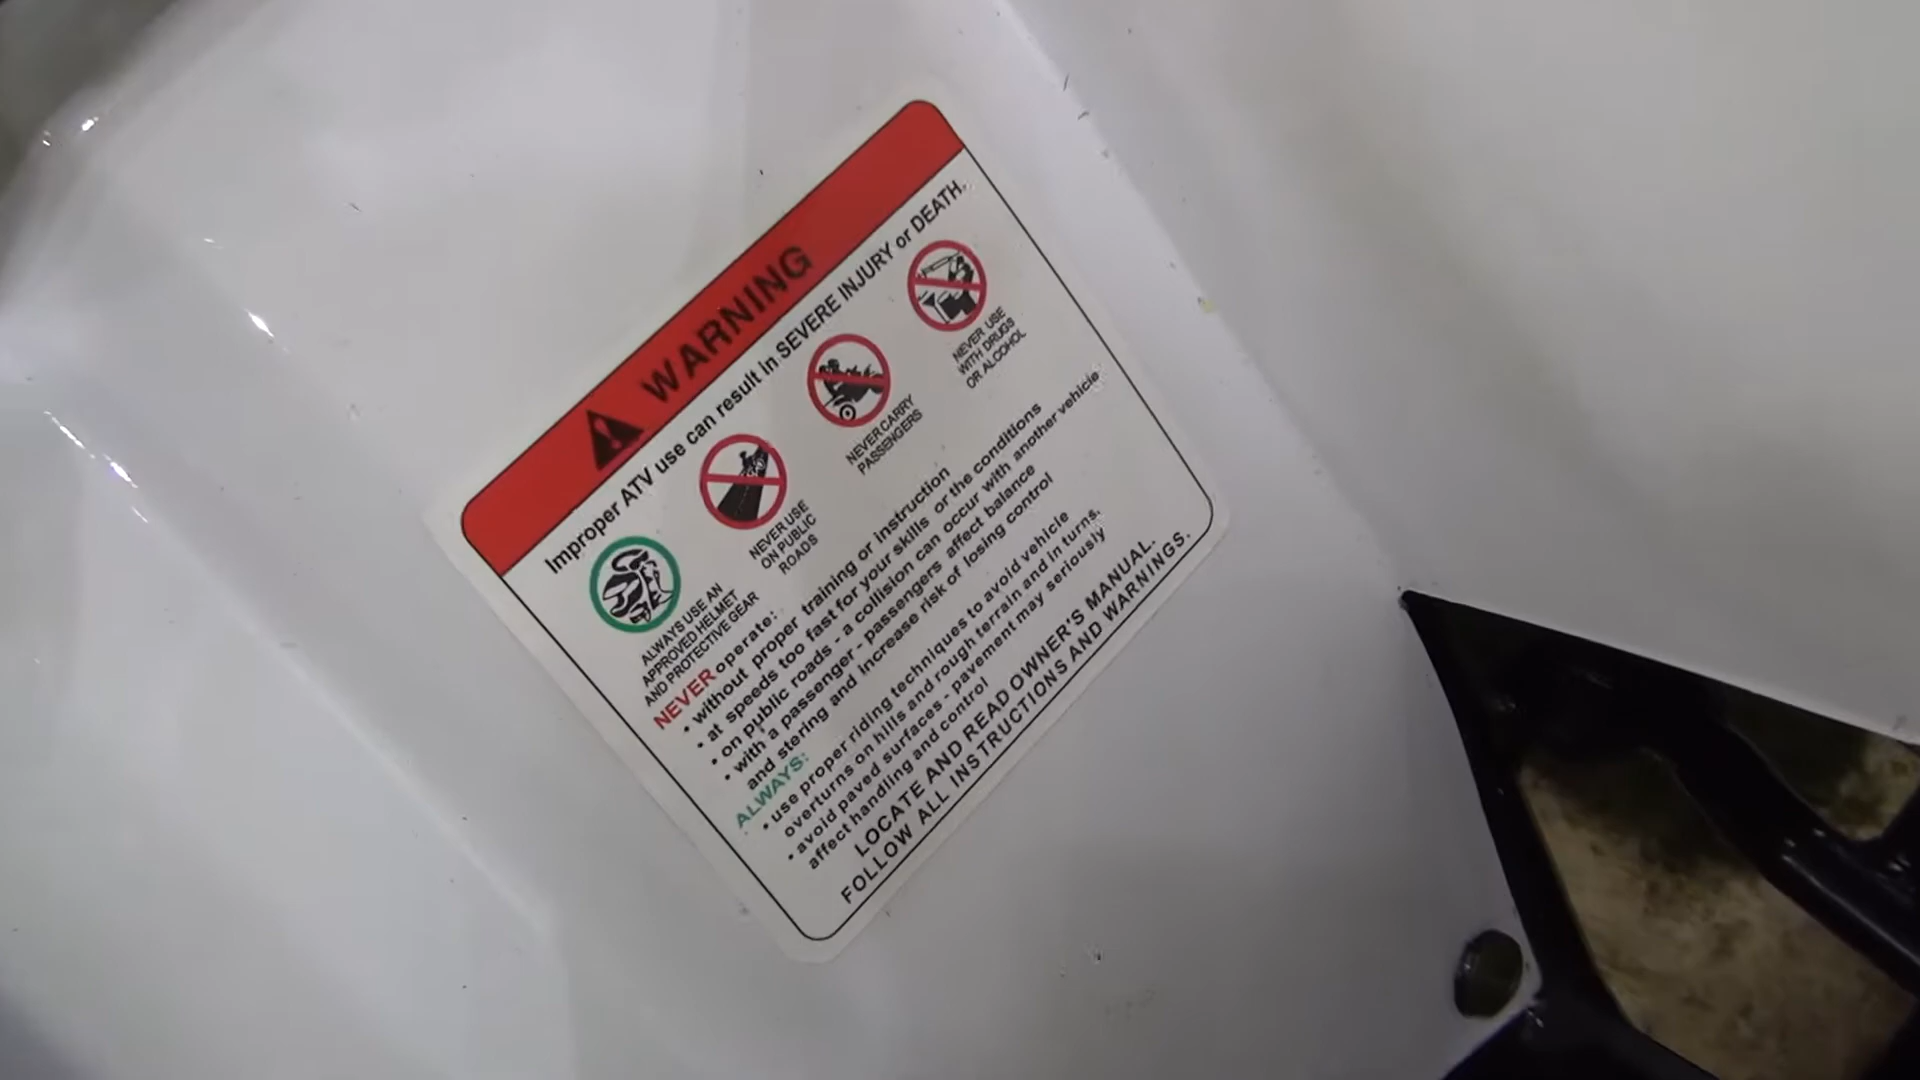 WARNING
Improper ATV use can result in SEVERE INJURY or DEATH.
ALWAYS USE AN
APPROVED HELMET
AND PROTECTIVE GEAR
NEVER USE
ON PUBLIC
ROADS
NEVER CARRY
PASSENGERS
NEVER USE
WITH DRUGS
OR ALCOHOL
NEVER operate:
• without proper training or instruction
• at speeds too fast for your skills or the conditions
• on public roads - a collision can occur with another vehicle
• with a passenger - passengers affect balance
and stering and increase risk of losing control
ALWAYS:
• use proper riding techniques to avoid vehicle
overturns on hills and rough terrain and in turns.
• avoid paved surfaces - pavement may seriously
affect handling and control
LOCATE AND READ OWNER'S MANUAL.
FOLLOW ALL INSTRUCTIONS AND WARNINGS.